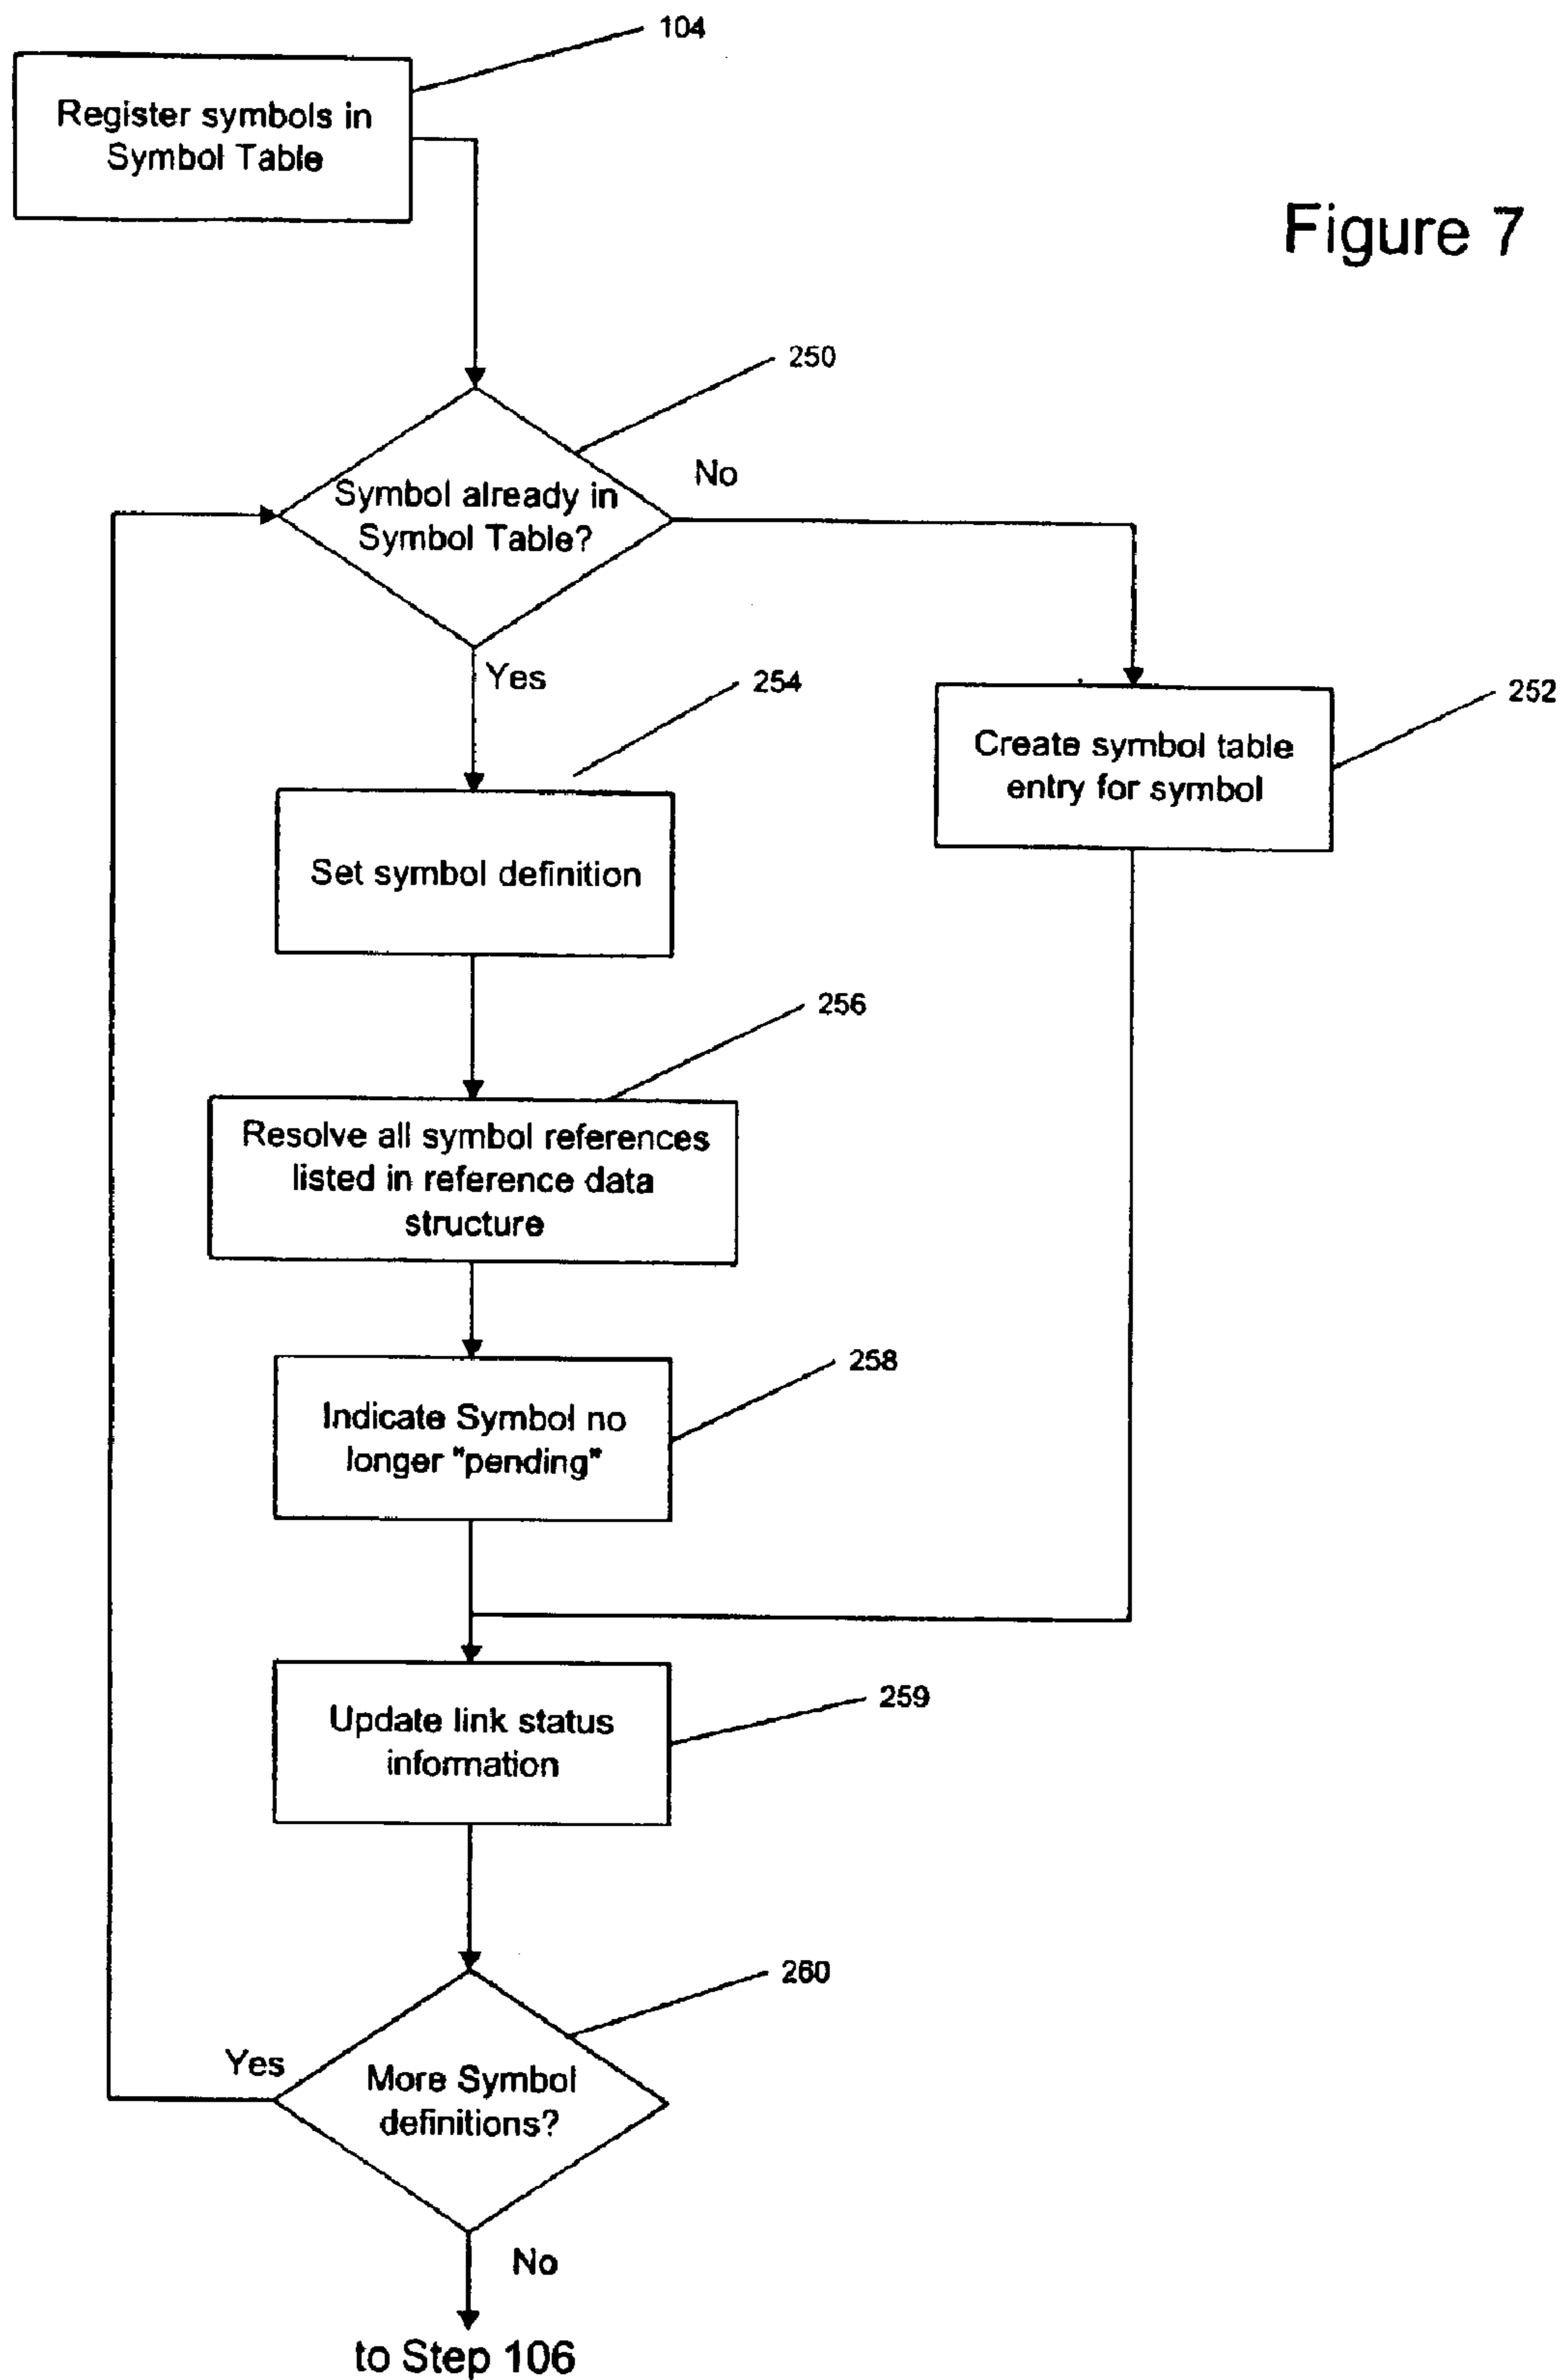 104
Register symbols in
Symbol Table
Figure 7
250
No
Symbol already in
Symbol Table?
Yes
254
252
Create symbol table
entry for symbol
Set symbol definition
256
Resolve all symbol references
listed in reference data
structure
258
Indicate Symbol no
longer "pending"
259
Update link status
information
260
Yes
More Symbol
definitions?
No
to Step 106